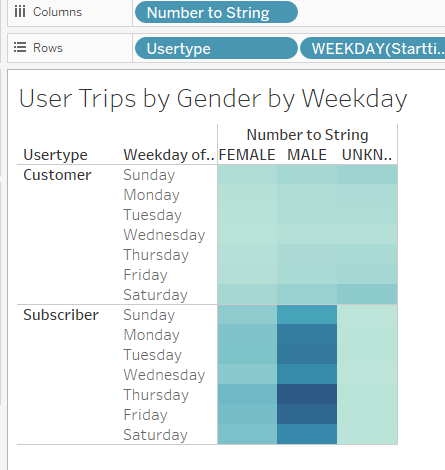 Columns Number to String
Rows Usertype WEEKDAY(Startti..
User Trips by Gender by Weekday
Number to String
Usertype Weekday of.. FEMALE MALE UNKN..
Customer Sunday
Monday
Tuesday
Wednesday
Thursday
Friday
Saturday
Subscriber Sunday
Monday
Tuesday
Wednesday
Thursday
Friday
Saturday